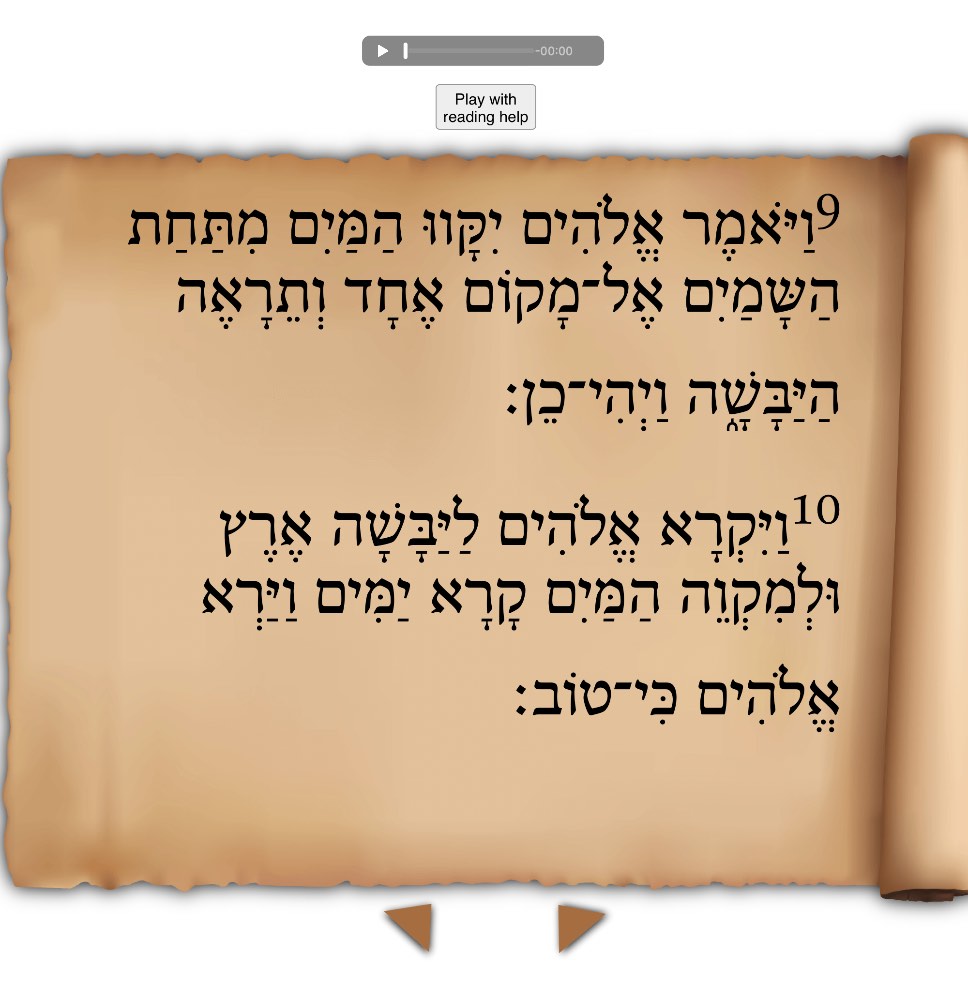 -00:00
Play with
reading help
9וַיֹּאמֶר אֱלֹהִים יִקָּווּ הַמַּיִם מִתַּחַת
הַשָּׁמַיִם אֶל־מָקוֹם אֶחָד וְתֵרָאֶה
הַיַּבָּשָׁ֑ה וַיְהִי־כֵן׃
10וַיִּקְרָא אֱלֹהִים לַיַּבָּשָׁה אֶרֶץ
וּלְמִקְוֵה הַמַּיִם קָרָא יַמִּים וַיַּרְא
אֱלֹהִים כִּי־טוֹב׃